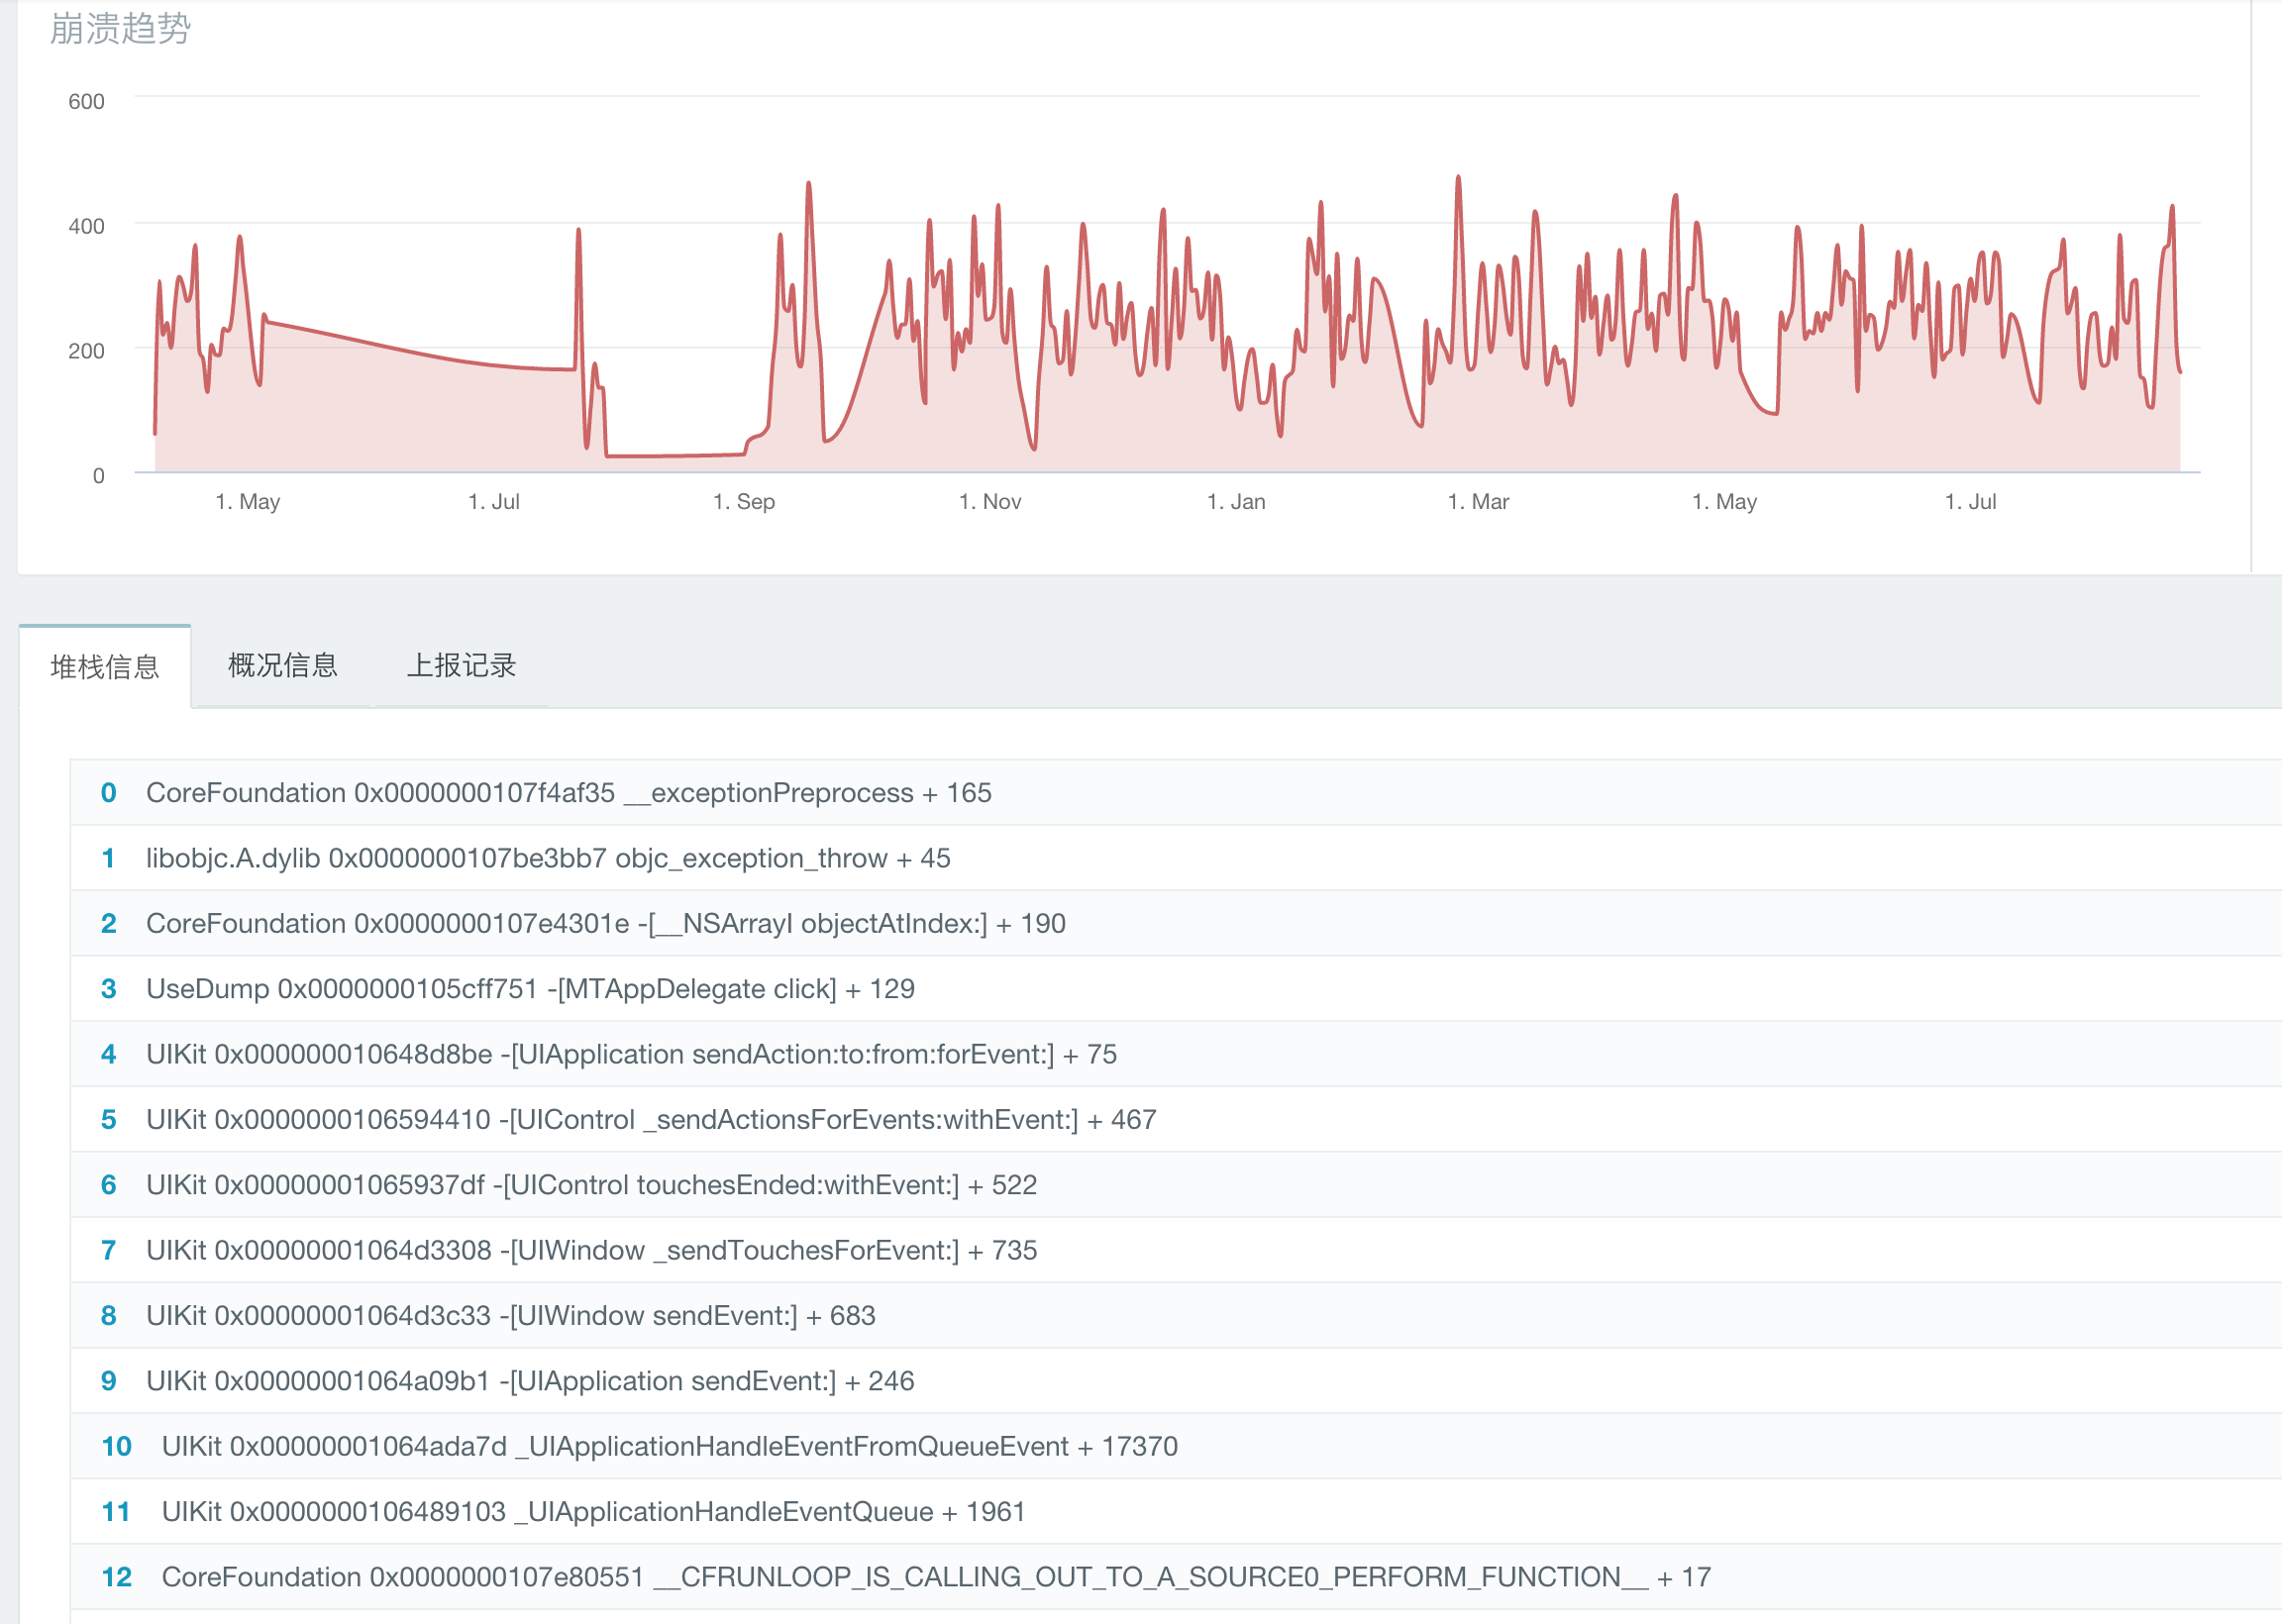 崩溃趋势
600
400
200
0
1. May 1. Jul 1. Sep 1. Nov 1. Jan 1. Mar 1. May 1. Jul
堆栈信息 概况信息 上报记录
0 CoreFoundation 0x0000000107f4af35 __exceptionPreprocess + 165
1 libobjc.A.dylib 0x0000000107be3bb7 objc_exception_throw + 45
2 CoreFoundation 0x0000000107e4301e -[__NSArrayI objectAtIndex:] + 190
3 UseDump 0x0000000105cff751 -[MTAppDelegate click] + 129
4 UIKit 0x000000010648d8be -[UIApplication sendAction:to:from:forEvent:] + 75
5 UIKit 0x0000000106594410 -[UIControl _sendActionsForEvents:withEvent:] + 467
6 UIKit 0x00000001065937df -[UIControl touchesEnded:withEvent:] + 522
7 UIKit 0x00000001064d3308 -[UIWindow _sendTouchesForEvent:] + 735
8 UIKit 0x00000001064d3c33 -[UIWindow sendEvent:] + 683
9 UIKit 0x00000001064a09b1 -[UIApplication sendEvent:] + 246
10 UIKit 0x00000001064ada7d _UIApplicationHandleEventFromQueueEvent + 17370
11 UIKit 0x0000000106489103 _UIApplicationHandleEventQueue + 1961
12 CoreFoundation 0x0000000107e80551 __CFRUNLOOP_IS_CALLING_OUT_TO_A_SOURCE0_PERFORM_FUNCTION__ + 17